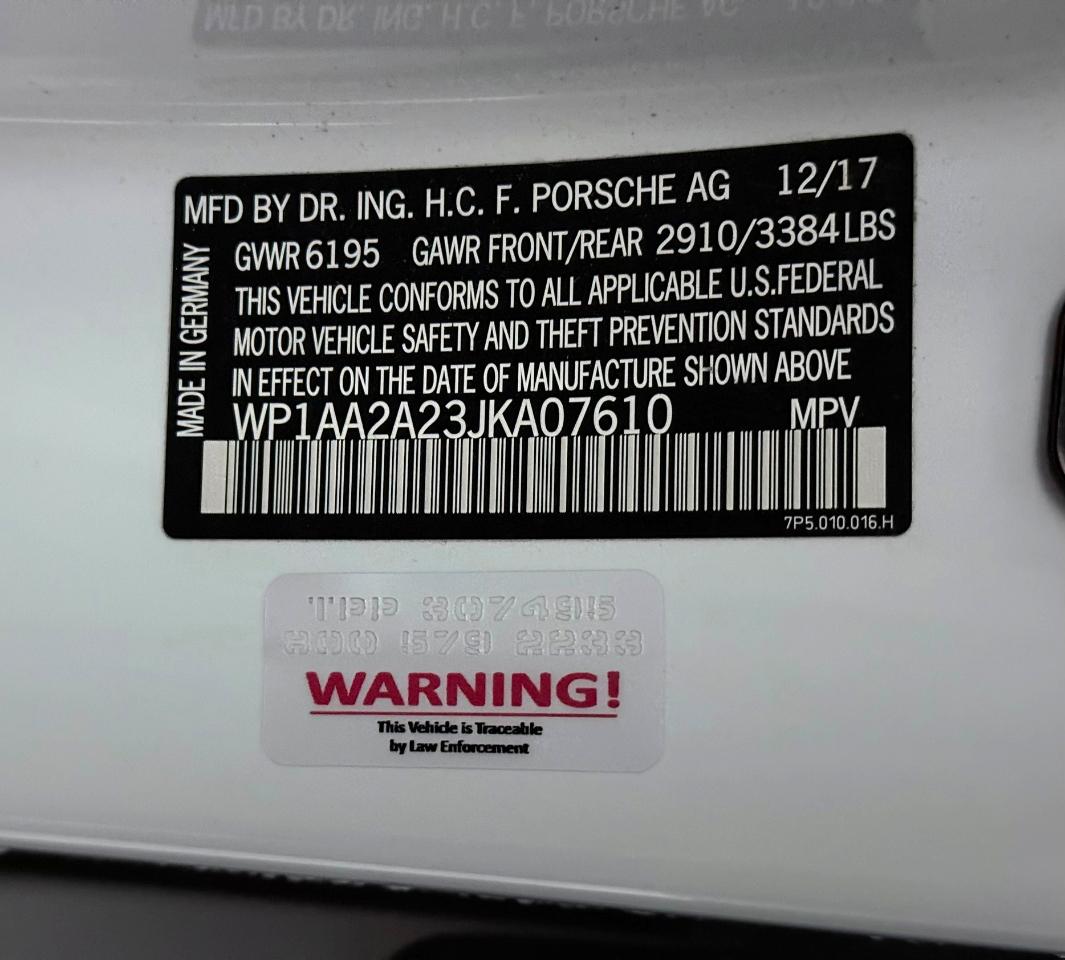 MFD BY DR. ING. H.C. F. PORSCHE AG 12/17
MADE IN GERMANY
GVWR 6195 GAWR FRONT/REAR 2910/3384LBS
THIS VEHICLE CONFORMS TO ALL APPLICABLE U.S.FEDERAL
MOTOR VEHICLE SAFETY AND THEFT PREVENTION STANDARDS
IN EFFECT ON THE DATE OF MANUFACTURE SHOWN ABOVE
WP1AA2A23JKA07610 MPV
7P5.010.016.H
3074915
800 579 2233
WARNING!
This Vehicle is Traceable
by Law Enforcement